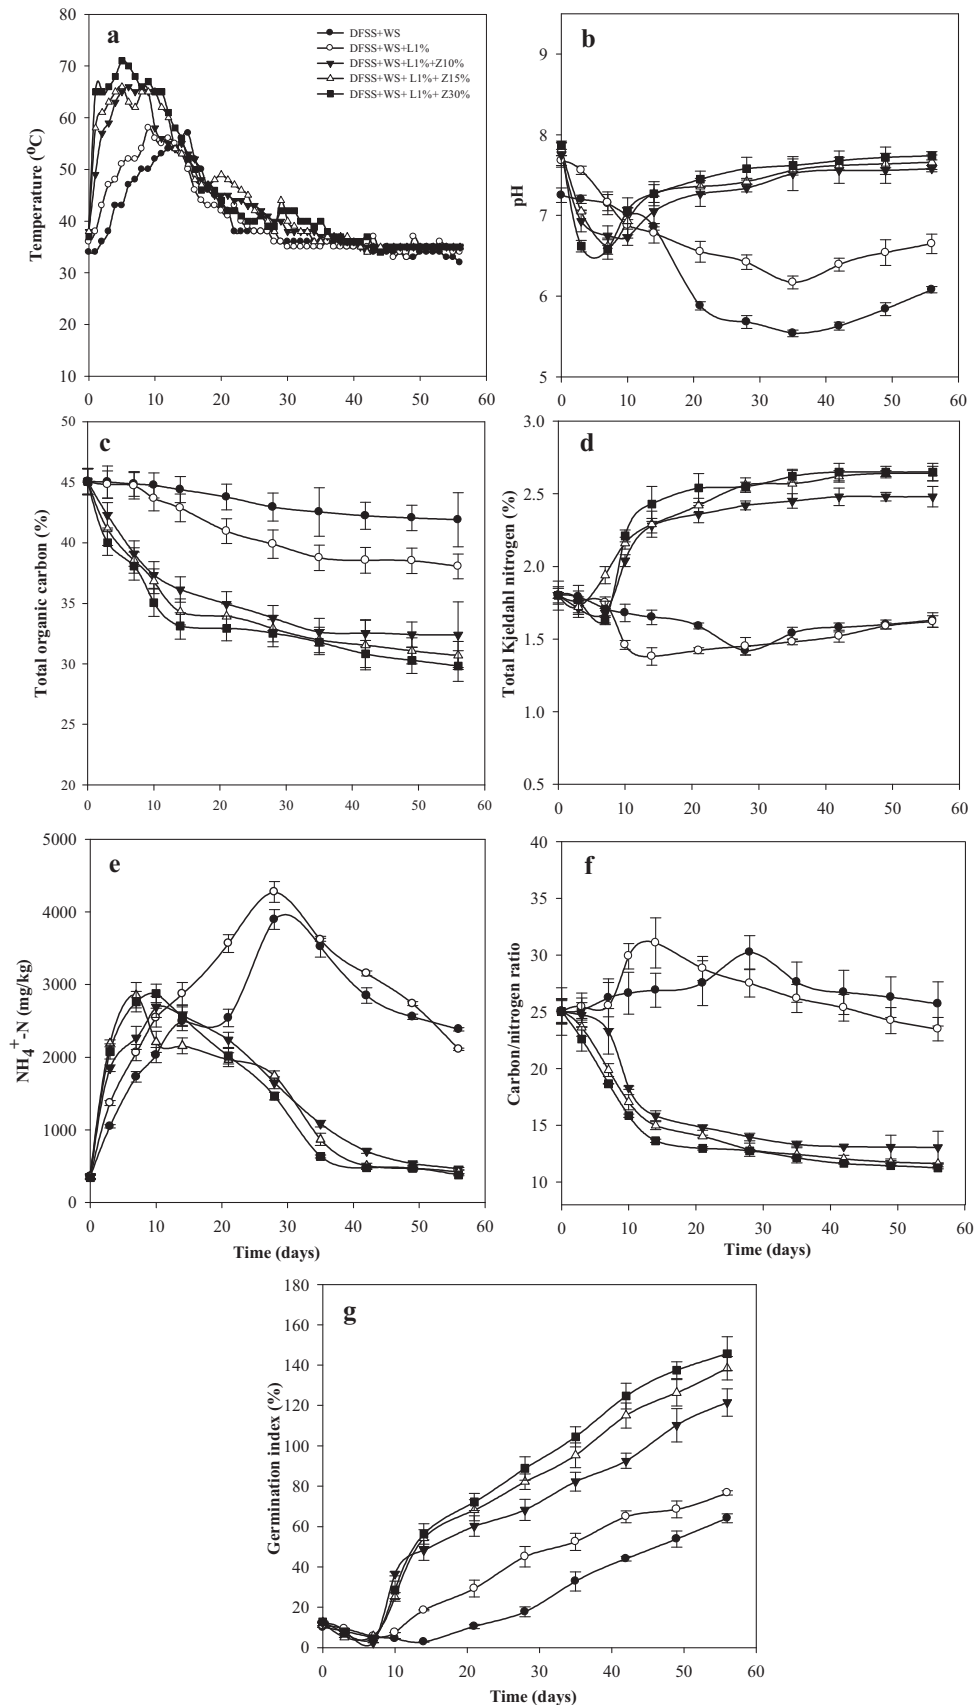 a
DFSS+WS
DFSS+WS+L1%
DFSS+WS+L1%+Z10%
DFSS+WS+ L1%+ Z15%
DFSS+WS+ L1%+ Z30%
Temperature (⁰C)
80
70
60
50
40
30
20
10
0 10 20 30 40 50 60
b
pH
9
8
7
6
5
0 10 20 30 40 50 60
c
Total organic carbon (%)
50
45
40
35
30
25
20
0 10 20 30 40 50 60
d
Total Kjeldahl nitrogen (%)
3.0
2.5
2.0
1.5
1.0
0.5
0 10 20 30 40 50 60
e
NH₄⁺-N (mg/kg)
5000
4000
3000
2000
1000
0
0 10 20 30 40 50 60
Time (days)
f
Carbon/nitrogen ratio
40
35
30
25
20
15
10
0 10 20 30 40 50 60
Time (days)
g
Germination index (%)
180
160
140
120
100
80
60
40
20
0
0 10 20 30 40 50 60
Time (days)